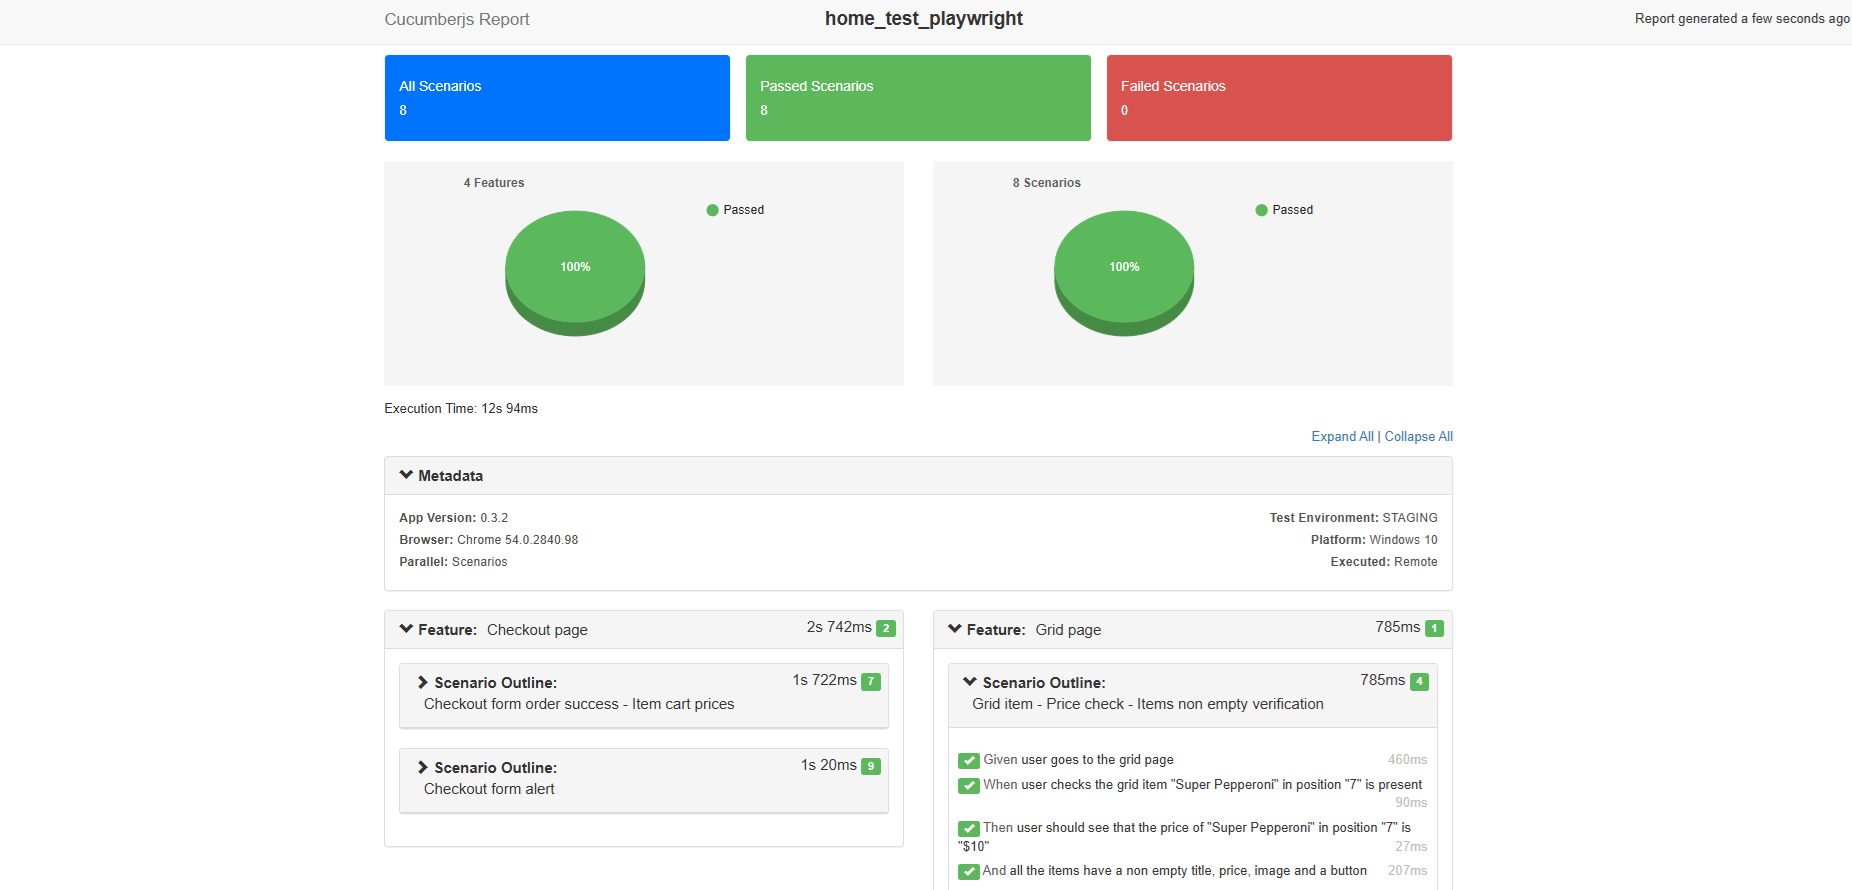 Cucumberjs Report
home_test_playwright
Report generated a few seconds ago
All Scenarios
8
Passed Scenarios
8
Failed Scenarios
0
4 Features
Passed
100%
8 Scenarios
Passed
100%
Execution Time: 12s 94ms
Expand All | Collapse All
Metadata
App Version: 0.3.2
Test Environment: STAGING
Browser: Chrome 54.0.2840.98
Platform: Windows 10
Parallel: Scenarios
Executed: Remote
Feature: Checkout page 2s 742ms 2
Scenario Outline: 1s 722ms 7
Checkout form order success - Item cart prices
Scenario Outline: 1s 20ms 9
Checkout form alert
Feature: Grid page 785ms 1
Scenario Outline: 785ms 4
Grid item - Price check - Items non empty verification
Given user goes to the grid page 460ms
When user checks the grid item "Super Pepperoni" in position "7" is present
90ms
Then user should see that the price of "Super Pepperoni" in position "7" is
"$10" 27ms
And all the items have a non empty title, price, image and a button 207ms